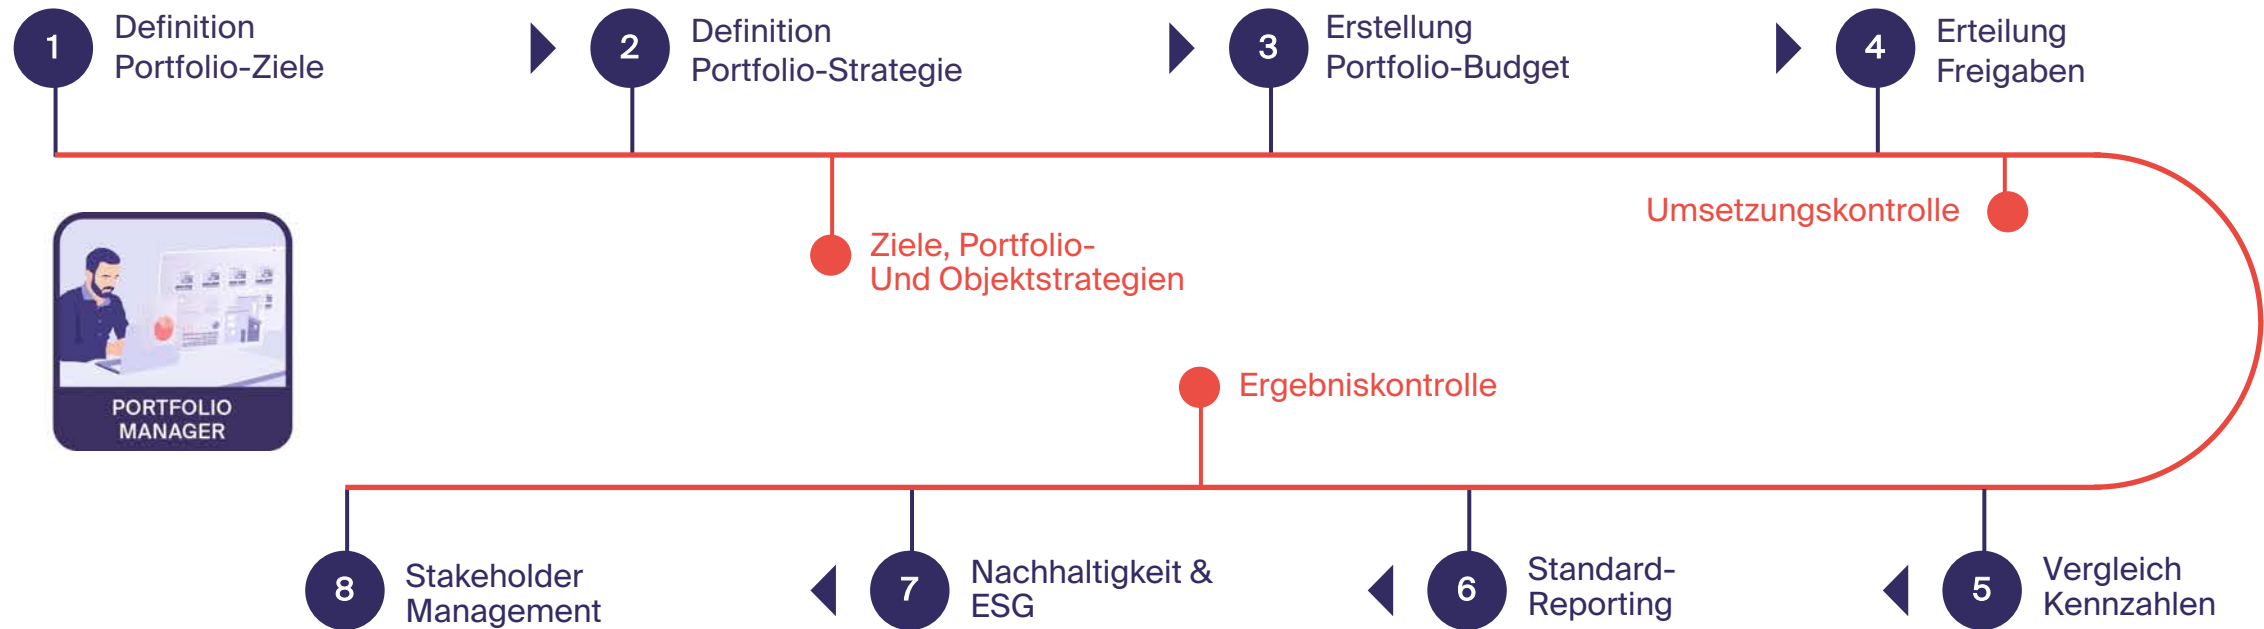 1
Definition
Portfolio-Ziele
2
Definition
Portfolio-Strategie
3
Erstellung
Portfolio-Budget
4
Erteilung
Freigaben
Umsetzungskontrolle
Ziele, Portfolio-
Und Objektstrategien
PORTFOLIO
MANAGER
Ergebniskontrolle
8
Stakeholder
Management
7
Nachhaltigkeit &
ESG
6
Standard-
Reporting
5
Vergleich
Kennzahlen